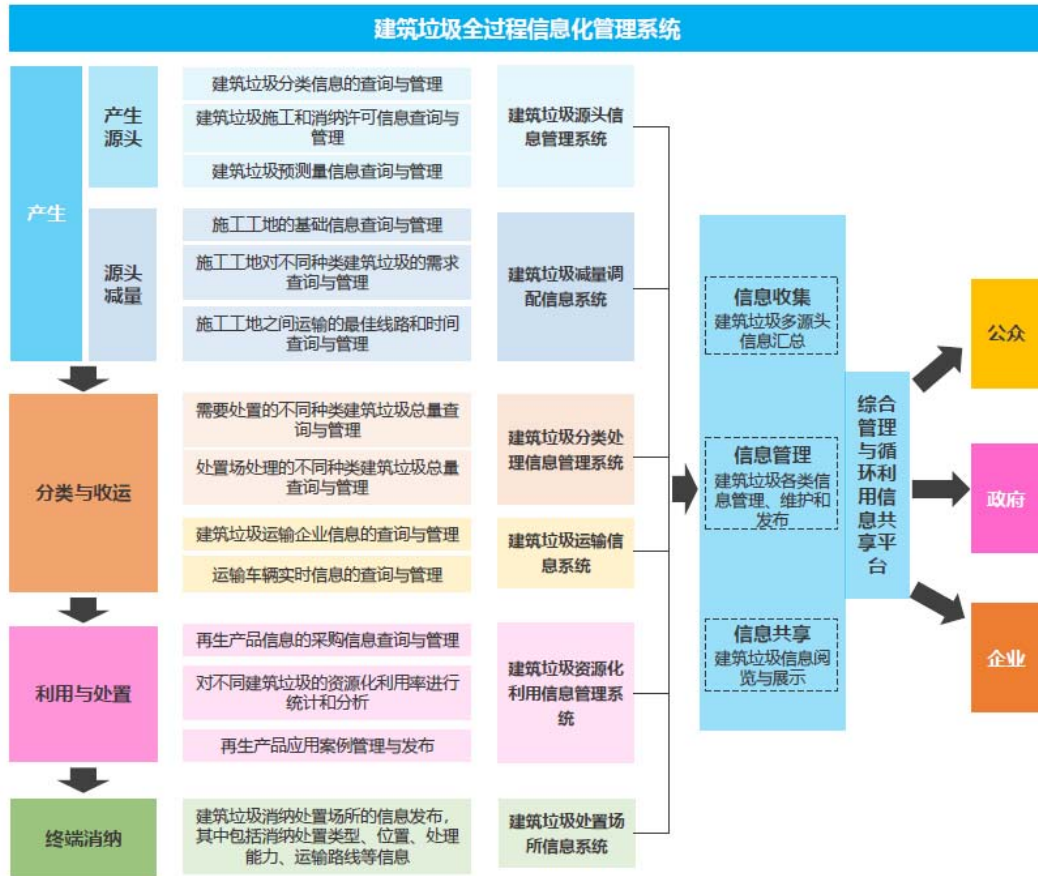 建筑垃圾全过程信息化管理系统
产生
产生
源头
建筑垃圾分类信息的查询与管理
建筑垃圾施工和消纳许可信息查询与
管理
建筑垃圾预测量信息查询与管理
建筑垃圾源头信
息管理系统
源头
减量
施工工地的基础信息查询与管理
施工工地对不同种类建筑垃圾的需求
查询与管理
施工工地之间运输的最佳线路和时间
查询与管理
建筑垃圾减量调
配信息系统
分类与收运
需要处置的不同种类建筑垃圾总量查
询与管理
处置场处理的不同种类建筑垃圾总量
查询与管理
建筑垃圾分类处
理信息管理系统
建筑垃圾运输企业信息的查询与管理
运输车辆实时信息的查询与管理
建筑垃圾运输信
息系统
利用与处置
再生产品信息的采购信息查询与管理
对不同建筑垃圾的资源化利用率进行
统计和分析
再生产品应用案例管理与发布
建筑垃圾资源化
利用信息管理系
统
终端消纳
建筑垃圾消纳处置场所的信息发布,
其中包括消纳处置类型、位置、处理
能力、运输路线等信息
建筑垃圾处置场
所信息系统
信息收集
建筑垃圾多源头
信息汇总
信息管理
建筑垃圾各类信
息管理、维护和
发布
信息共享
建筑垃圾信息阅
览与展示
综合
管理
与循
环利
用信
息共
享平
台
公众
政府
企业